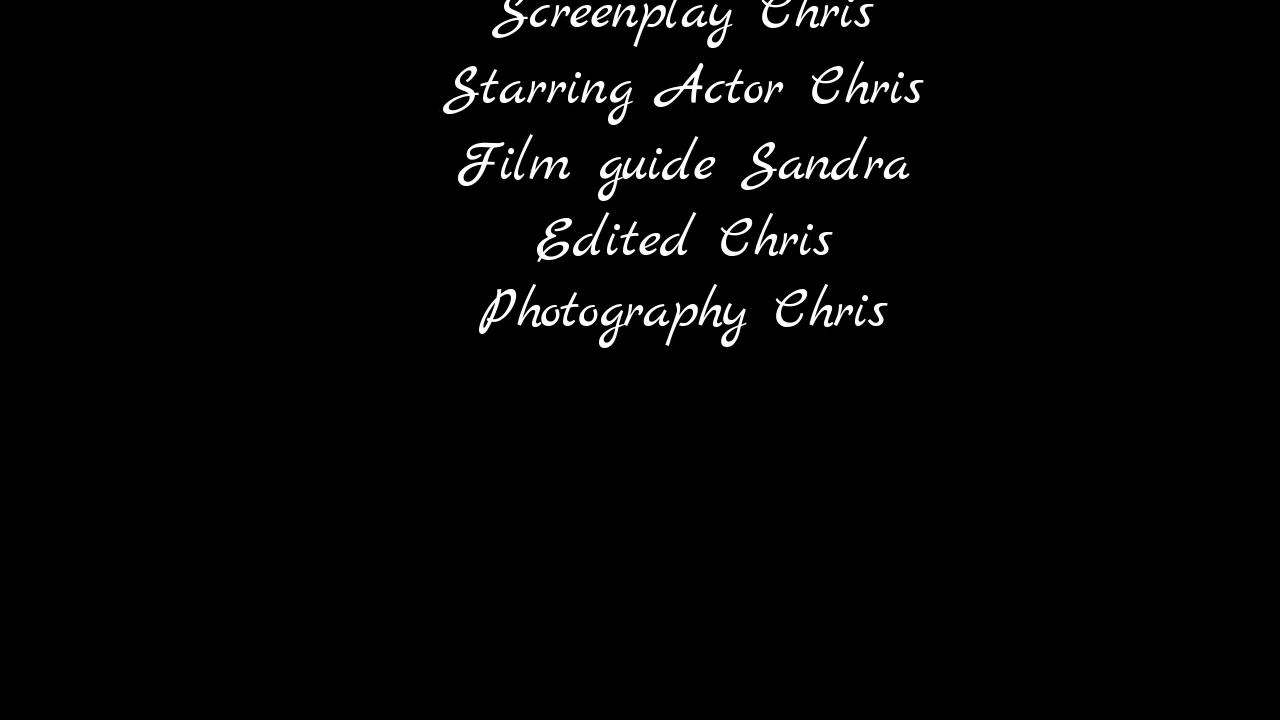 Screenplay Chris
Starring Actor Chris
Film guide Sandra
Edited Chris
Photography Chris